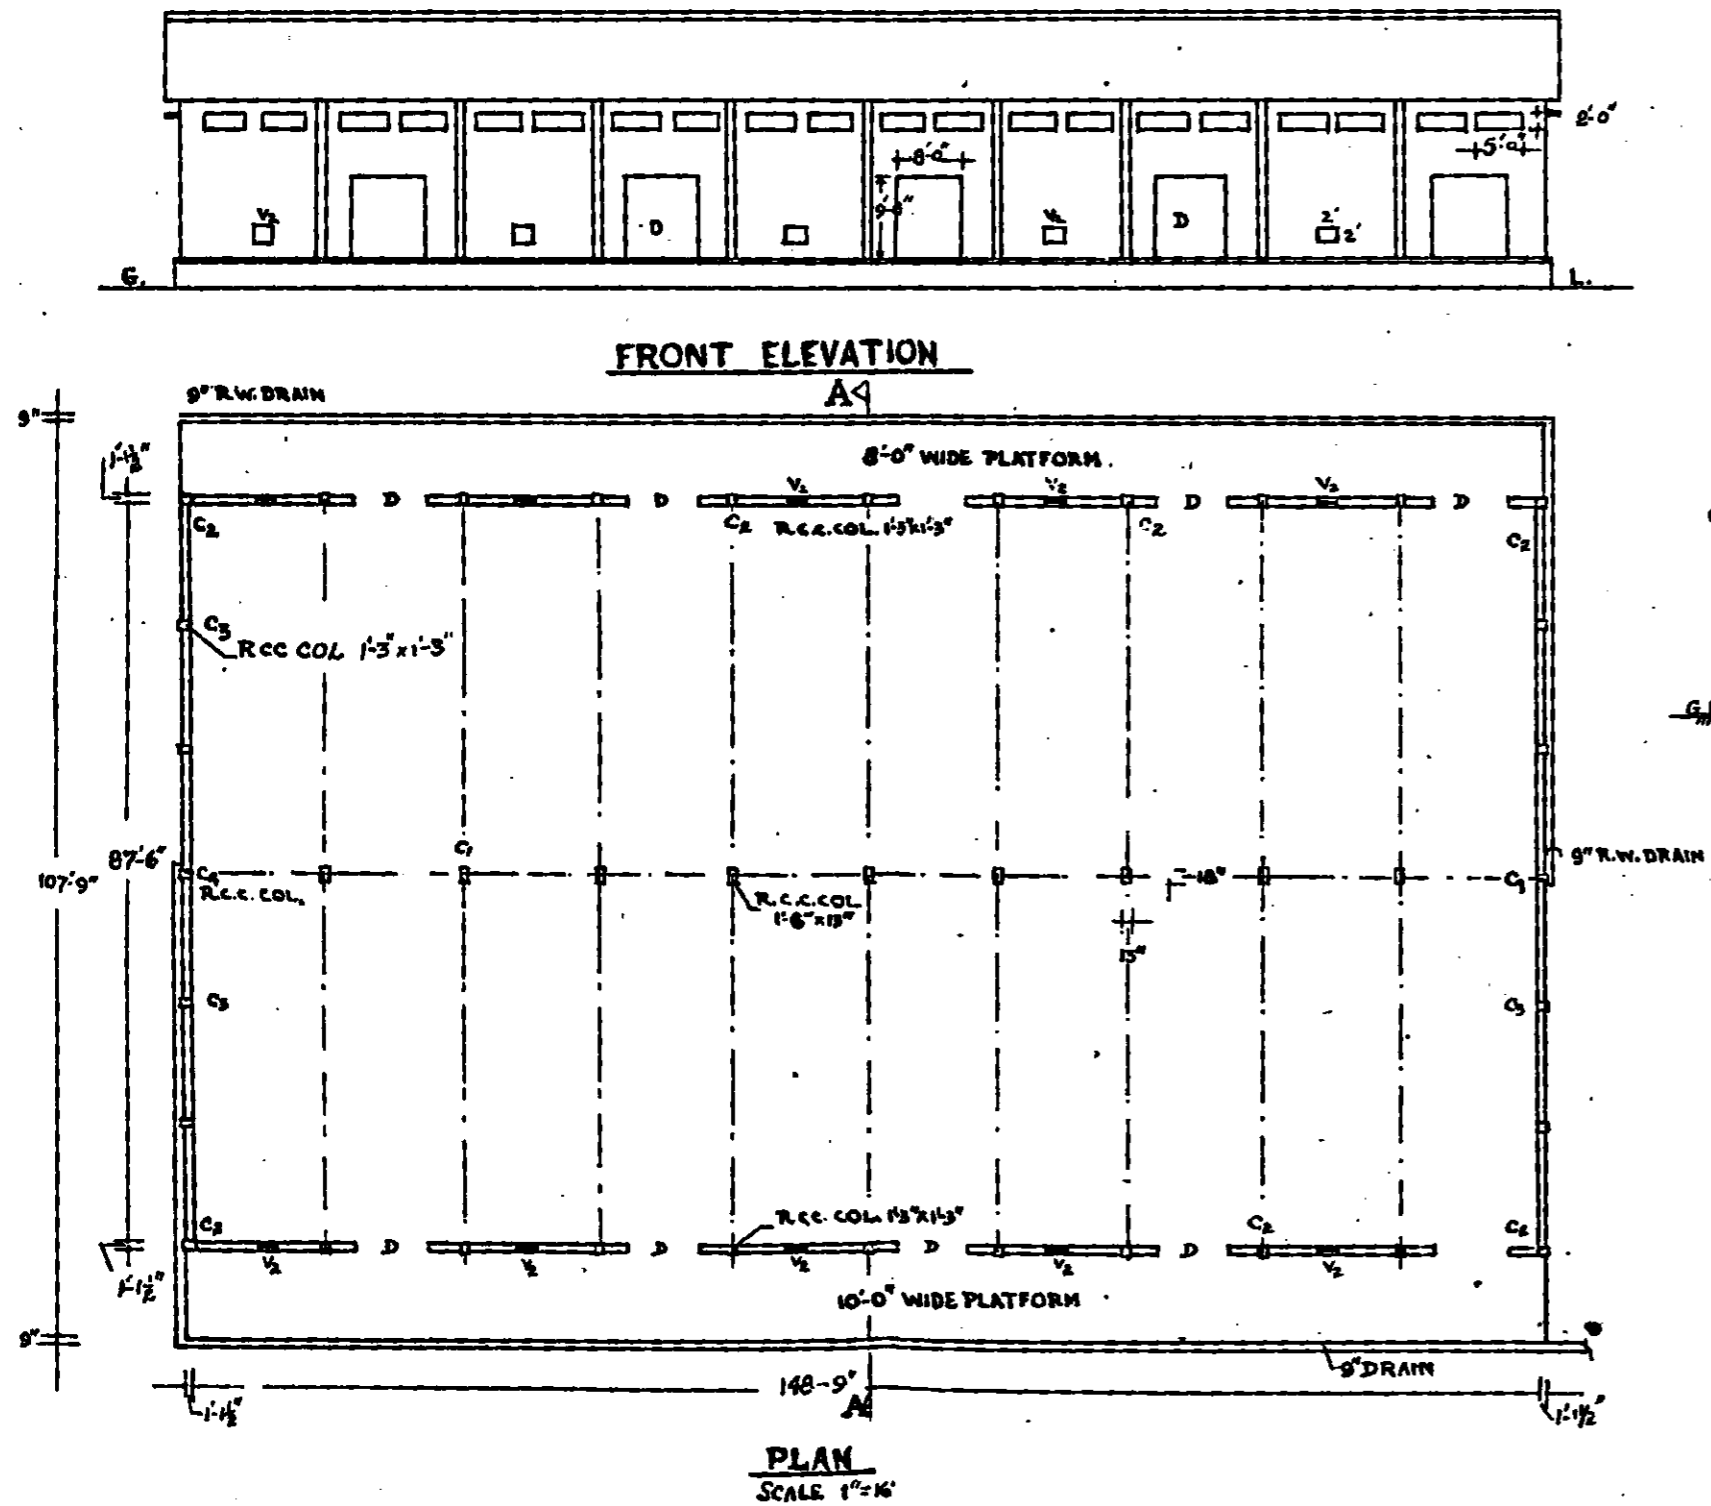 2'-0"
5'-0"
8'-0"
V2
D
V2
D
2'
2'
G.
L.
FRONT ELEVATION
A
9" R.W. DRAIN
9"
8'-0" WIDE PLATFORM.
1'-1½"
D
D
V2
V2
D
V2
D
C2
C2
R.C.C. COL. 1'-3"x1'-3"
C2
C2
C3
RCC COL 1'-3"x1'-3"
87'-6"
107'-9"
C1
9" R.W. DRAIN
R.C.C. COL.
18"
R.C.C. COL
1'-6"x15"
15"
C3
C3
R.C.C. COL. 1'-3"x1'-3"
C2
C2
C2
D
D
D
D
V2
V2
V2
V2
V2
1'-1½"
10'-0" WIDE PLATFORM
9"
9" DRAIN
148-9"
A
1'-1½"
1'-1½"
PLAN
SCALE 1"=16'